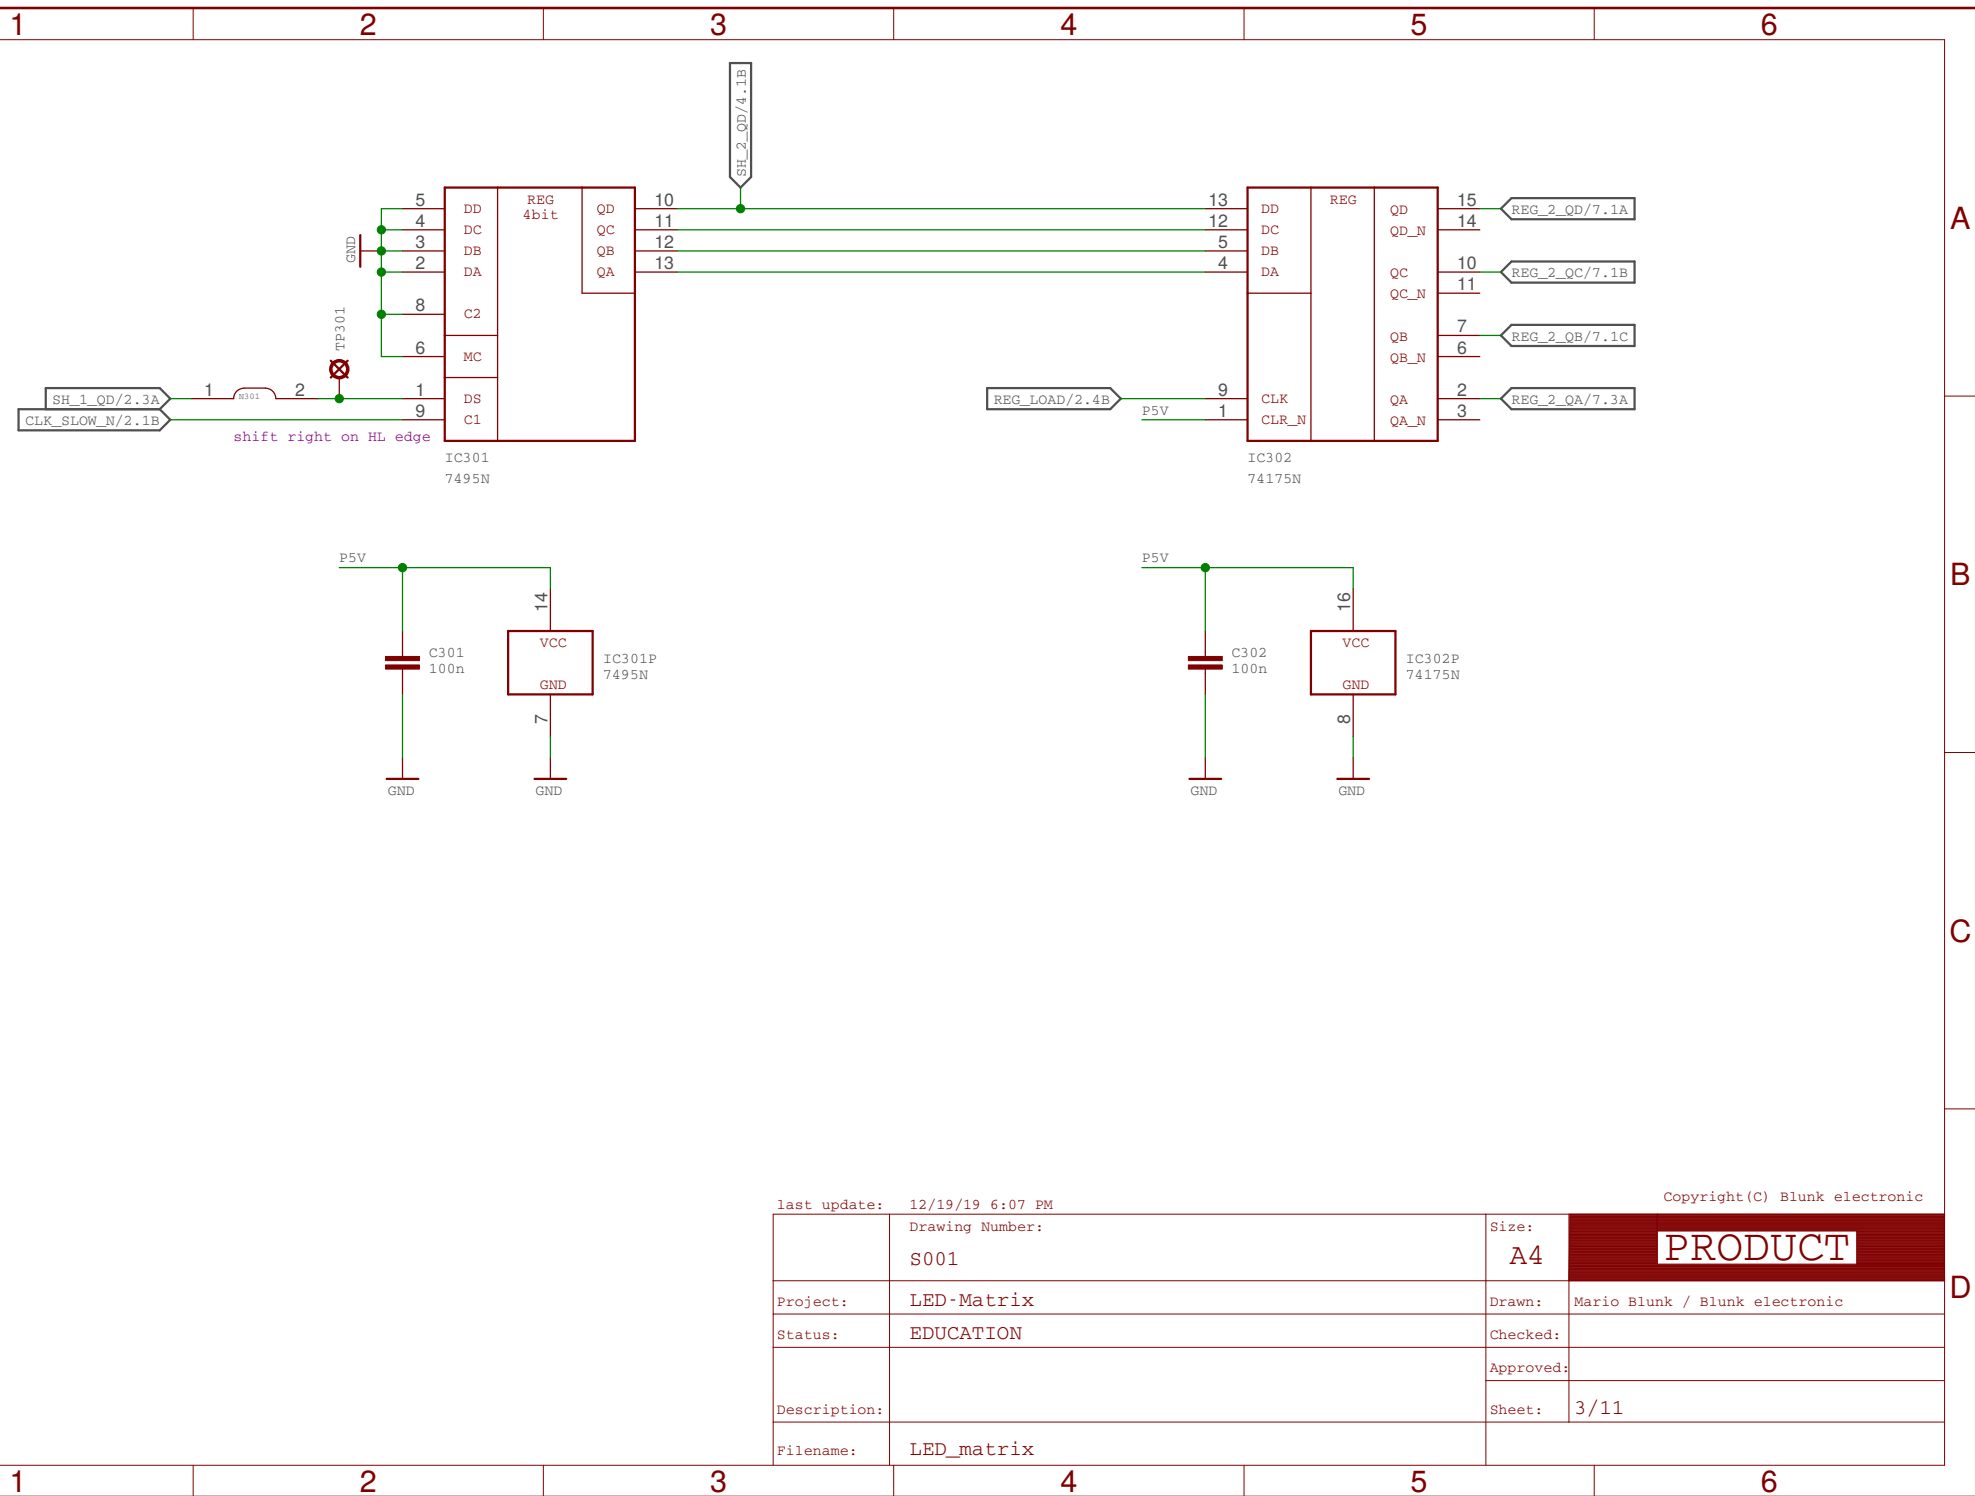 1 2 3 4 5 6
SH_2_QD/4.1B
5 DD REG QD 10
4bit
4 DC QC 11
GND 3 DB QB 12
2 DA QA 13
8 C2
TP301
6 MC
SH_1_QD/2.3A 1 N301 2 1 DS
CLK_SLOW_N/2.1B 9 C1
shift right on HL edge
IC301
7495N
13 DD REG QD 15 REG_2_QD/7.1A
12 DC QD_N 14
5 DB
4 DA QC 10 REG_2_QC/7.1B
QC_N 11
QB 7 REG_2_QB/7.1C
QB_N 6
REG_LOAD/2.4B 9 CLK QA 2 REG_2_QA/7.3A
P5V 1 CLR_N QA_N 3
IC302
74175N
A
B
C
D
P5V
14
VCC
C301
100n
IC301P
7495N
GND
7
GND GND
P5V
16
VCC
C302
100n
IC302P
74175N
GND
8
GND GND
last update: 12/19/19 6:07 PM
Copyright(C) Blunk electronic
Drawing Number:
S001
Size:
A4
PRODUCT
Project: LED-Matrix
Drawn: Mario Blunk / Blunk electronic
Status: EDUCATION
Checked:
Approved:
Description:
Sheet: 3/11
Filename: LED_matrix
1 2 3 4 5 6